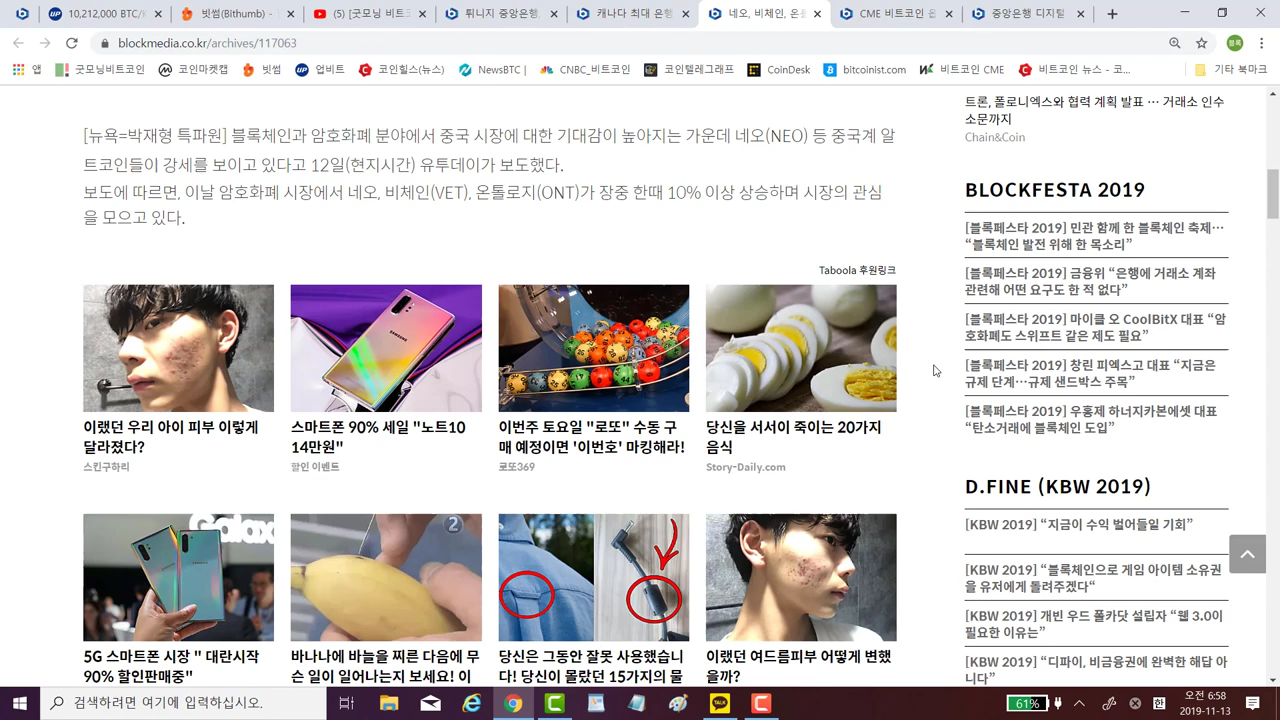 10,212,000 BTC/K
빗썸(Bithumb) -
(5) [굿모닝 비트코
튀니지 중앙은행
캐나다 최대 은행
네오, 비체인, 온톨
CME 비트코인 옵
중앙은행 디지털
blockmedia.co.kr/archives/117063
앱
굿모닝비트코인
코인마켓캡
빗썸
업비트
코인힐스(뉴스)
NewsBTC |
CNBC_비트코인
코인텔레그래프
CoinDesk
bitcoinist.com
비트코인 CME
비트코인 뉴스 - 코...
기타 북마크
[뉴욕=박재형 특파원] 블록체인과 암호화폐 분야에서 중국 시장에 대한 기대감이 높아지는 가운데 네오(NEO) 등 중국계 알
트코인들이 강세를 보이고 있다고 12일(현지시간) 유투데이가 보도했다.
보도에 따르면, 이날 암호화폐 시장에서 네오, 비체인(VET), 온톨로지(ONT)가 장중 한때 10% 이상 상승하며 시장의 관심
을 모으고 있다.
Taboola 후원링크
이랬던 우리 아이 피부 이렇게
달라졌다?
스킨구하리
스마트폰 90% 세일 "노트10
14만원"
할인 이벤트
이번주 토요일 "로또" 수동 구
매 예정이면 '이번호' 마킹해라!
로또369
당신을 서서이 죽이는 20가지
음식
Story-Daily.com
SAMSUNG
Galax
2
5G 스마트폰 시장 " 대란시작
90% 할인판매중"
바나나에 바늘을 찌른 다음에 무
슨 일이 일어나는지 보세요! 이
당신은 그동안 잘못 사용했습니
다! 당신이 몰랐던 15가지의 물
이랬던 여드름피부 어떻게 변했
을까?
트론, 폴로니엑스와 협력 계획 발표 … 거래소 인수
소문까지
Chain&Coin
BLOCKFESTA 2019
[블록페스타 2019] 민관 함께 한 블록체인 축제…
“블록체인 발전 위해 한 목소리”
[블록페스타 2019] 금융위 “은행에 거래소 계좌
관련해 어떤 요구도 한 적 없다”
[블록페스타 2019] 마이클 오 CoolBitX 대표 “암
호화폐도 스위프트 같은 제도 필요”
[블록페스타 2019] 창린 피엑스고 대표 “지금은
규제 단계…규제 샌드박스 주목”
[블록페스타 2019] 우홍제 하너지카본에셋 대표
“탄소거래에 블록체인 도입”
D.FINE (KBW 2019)
[KBW 2019] “지금이 수익 벌어들일 기회”
[KBW 2019] “블록체인으로 게임 아이템 소유권
을 유저에게 돌려주겠다“
[KBW 2019] 개빈 우드 폴카닷 설립자 “웹 3.0이
필요한 이유는”
[KBW 2019] “디파이, 비금융권에 완벽한 해답 아
니다”
검색하려면 여기에 입력하십시오.
61%
한
오전 6:58
2019-11-13